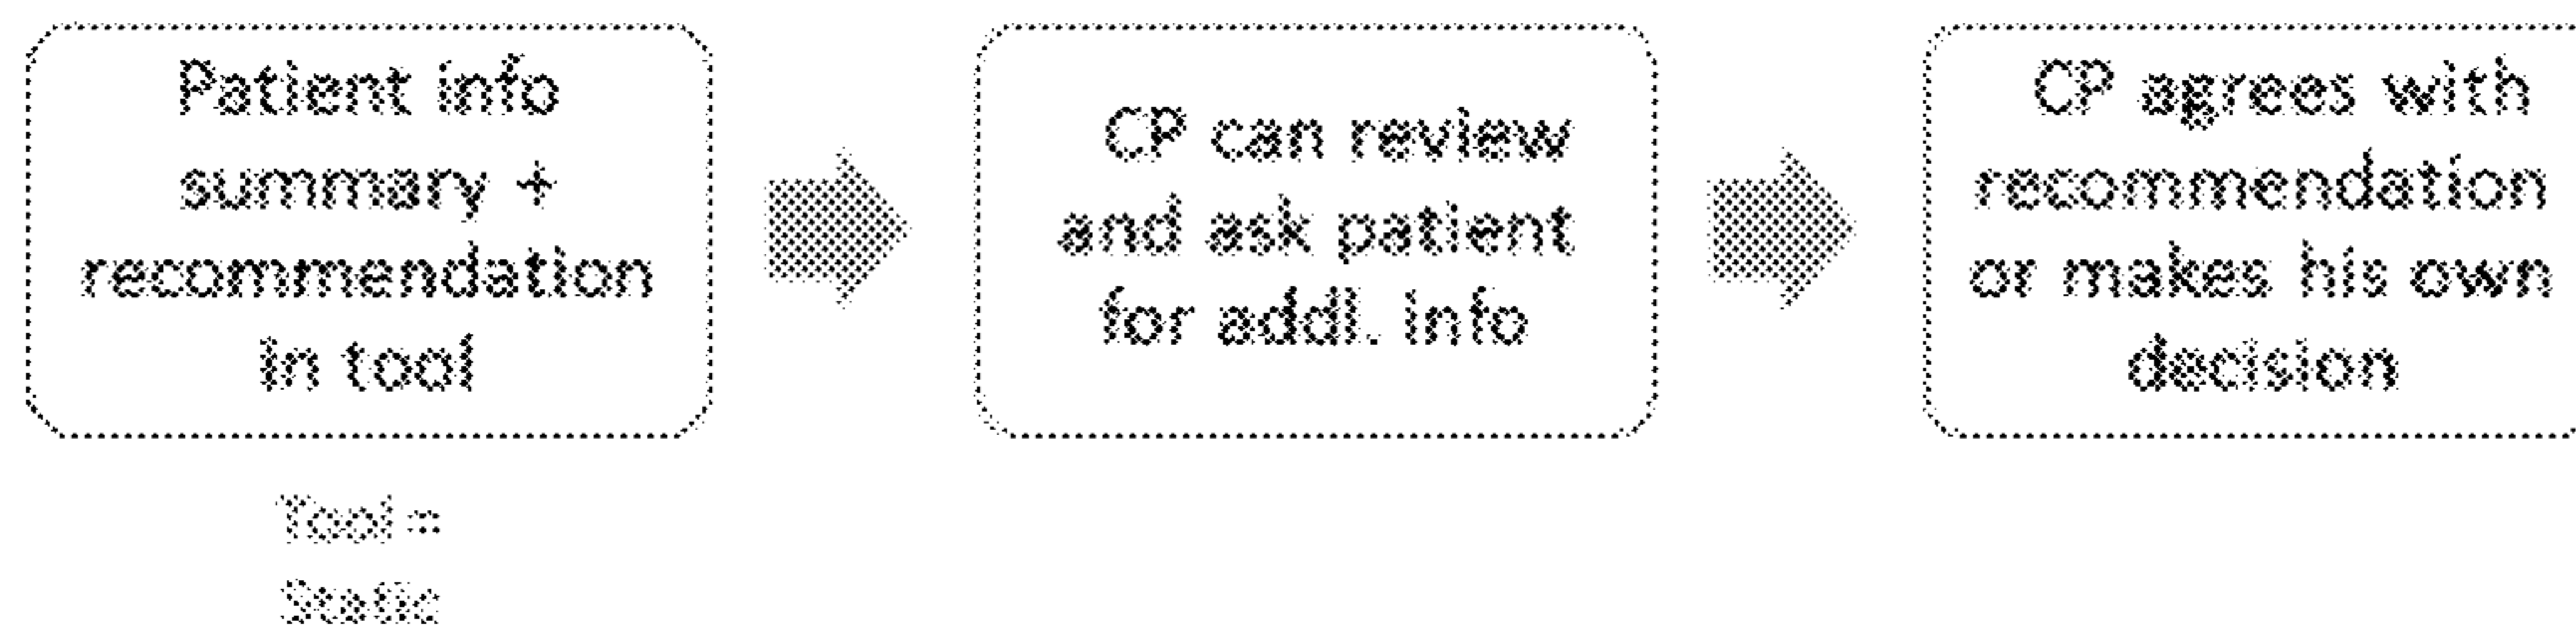 Patient info
summary +
recommendation
in tool
CP can review
and ask patient
for addl. info
CP agrees with
recommendation
or makes his own
decision
Tool =
Static